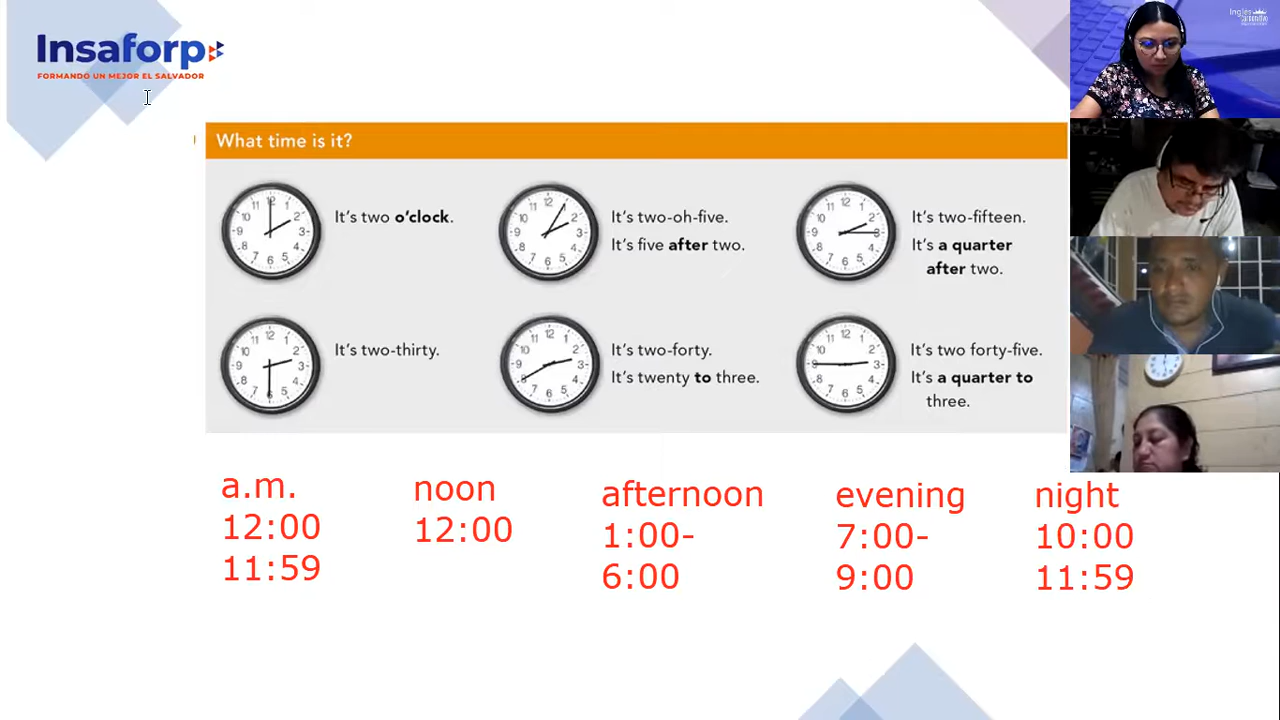 Insaforp
FORMANDO UN MEJOR EL SALVADOR
Inglés
What time is it?
It's two o'clock.
It's two-oh-five.
It's five after two.
It's two-fifteen.
It's a quarter
after two.
It's two-thirty.
It's two-forty.
It's twenty to three.
It's two forty-five.
It's a quarter to
three.
a.m.
12:00
11:59
noon
12:00
afternoon
1:00-
6:00
evening
7:00-
9:00
night
10:00
11:59